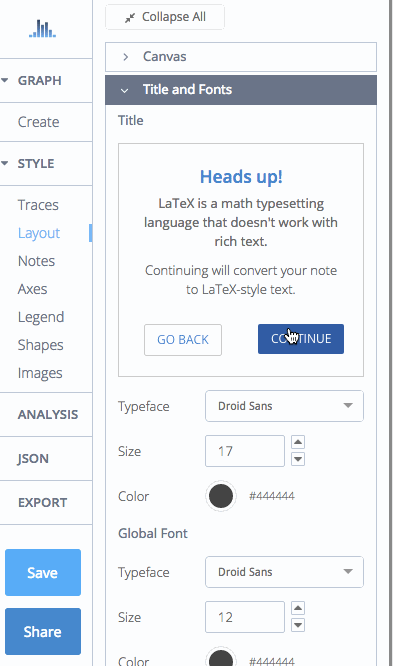 Collapse All
Canvas
GRAPH
Title and Fonts
Create
Title
STYLE
Heads up!
LaTeX is a math typesetting
language that doesn't work with
rich text.
Continuing will convert your note
to LaTeX-style text.
GO BACK
CONTINUE
Traces
Layout
Notes
Axes
Legend
Shapes
Images
ANALYSIS
JSON
EXPORT
Save
Share
Typeface
Droid Sans
Size
17
Color
#444444
Global Font
Typeface
Droid Sans
Size
12
Color
#444444